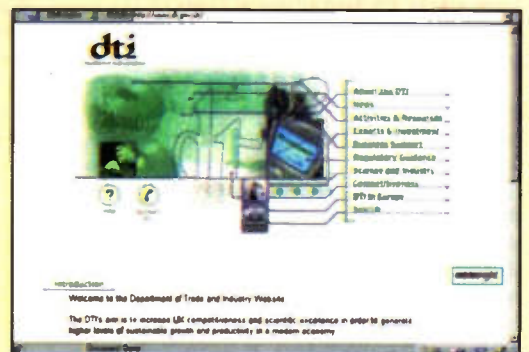 dti
About the DTI
News
Activities & Resources
Exports & Investment
Business Support
Regulatory Guidance
Science and Industry
Competitiveness
DTI in Europe
Search
?
Introduction
Welcome to the Department of Trade and Industry Website
The DTI's aim is to increase UK competitiveness and scientific excellence in order to generate
higher levels of sustainable growth and productivity in a modern economy